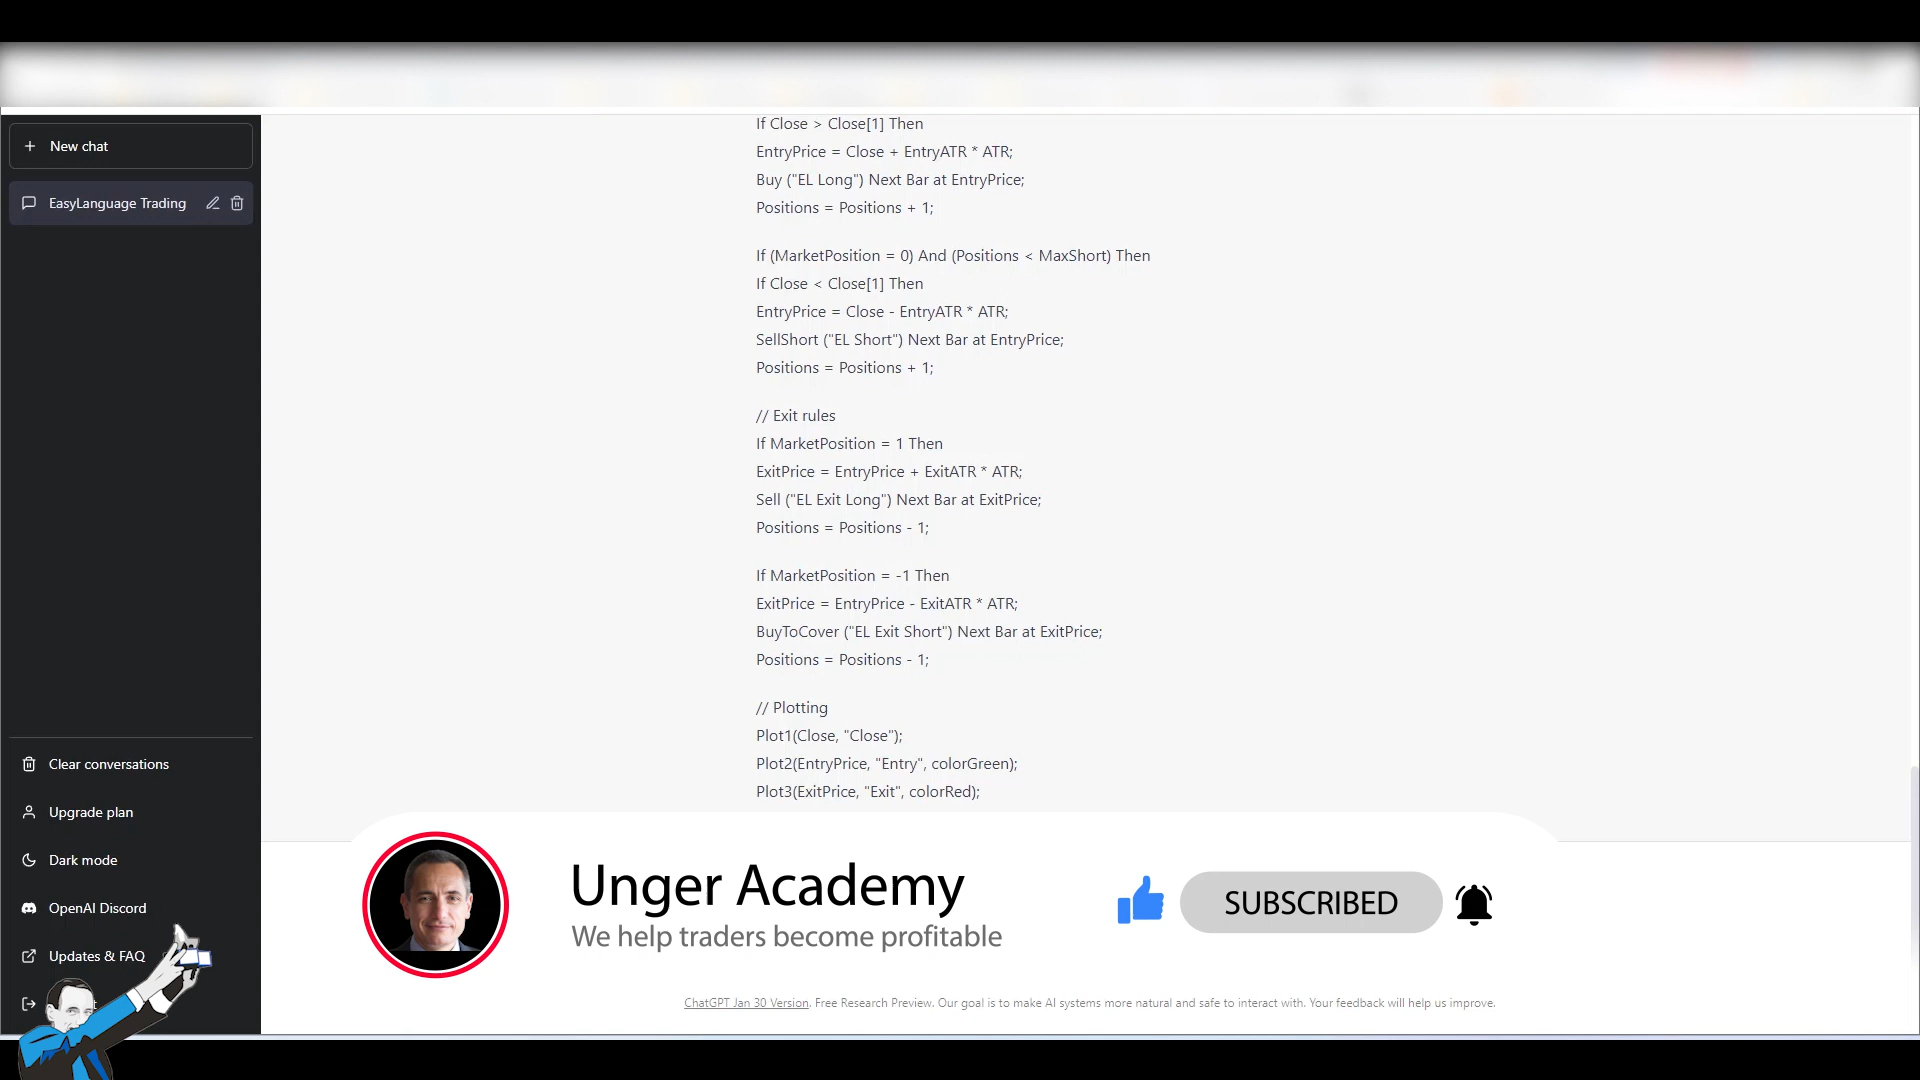 New chat
EasyLanguage Trading
If Close > Close[1] Then
EntryPrice = Close + EntryATR * ATR;
Buy ("EL Long") Next Bar at EntryPrice;
Positions = Positions + 1;
If (MarketPosition = 0) And (Positions < MaxShort) Then
If Close < Close[1] Then
EntryPrice = Close - EntryATR * ATR;
SellShort ("EL Short") Next Bar at EntryPrice;
Positions = Positions + 1;
// Exit rules
If MarketPosition = 1 Then
ExitPrice = EntryPrice + ExitATR * ATR;
Sell ("EL Exit Long") Next Bar at ExitPrice;
Positions = Positions - 1;
If MarketPosition = -1 Then
ExitPrice = EntryPrice - ExitATR * ATR;
BuyToCover ("EL Exit Short") Next Bar at ExitPrice;
Positions = Positions - 1;
// Plotting
Plot1(Close, "Close");
Plot2(EntryPrice, "Entry", colorGreen);
Plot3(ExitPrice, "Exit", colorRed);
Clear conversations
Upgrade plan
Dark mode
OpenAI Discord
Updates & FAQ
Unger Academy
We help traders become profitable
SUBSCRIBED
ChatGPT Jan 30 Version. Free Research Preview. Our goal is to make AI systems more natural and safe to interact with. Your feedback will help us improve.